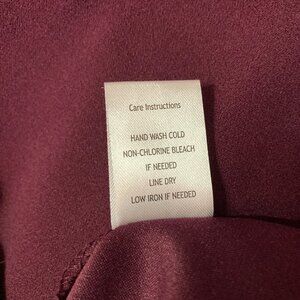 Care Instructions
HAND WASH COLD
NON-CHLORINE BLEACH
IF NEEDED
LINE DRY
LOW IRON IF NEEDED